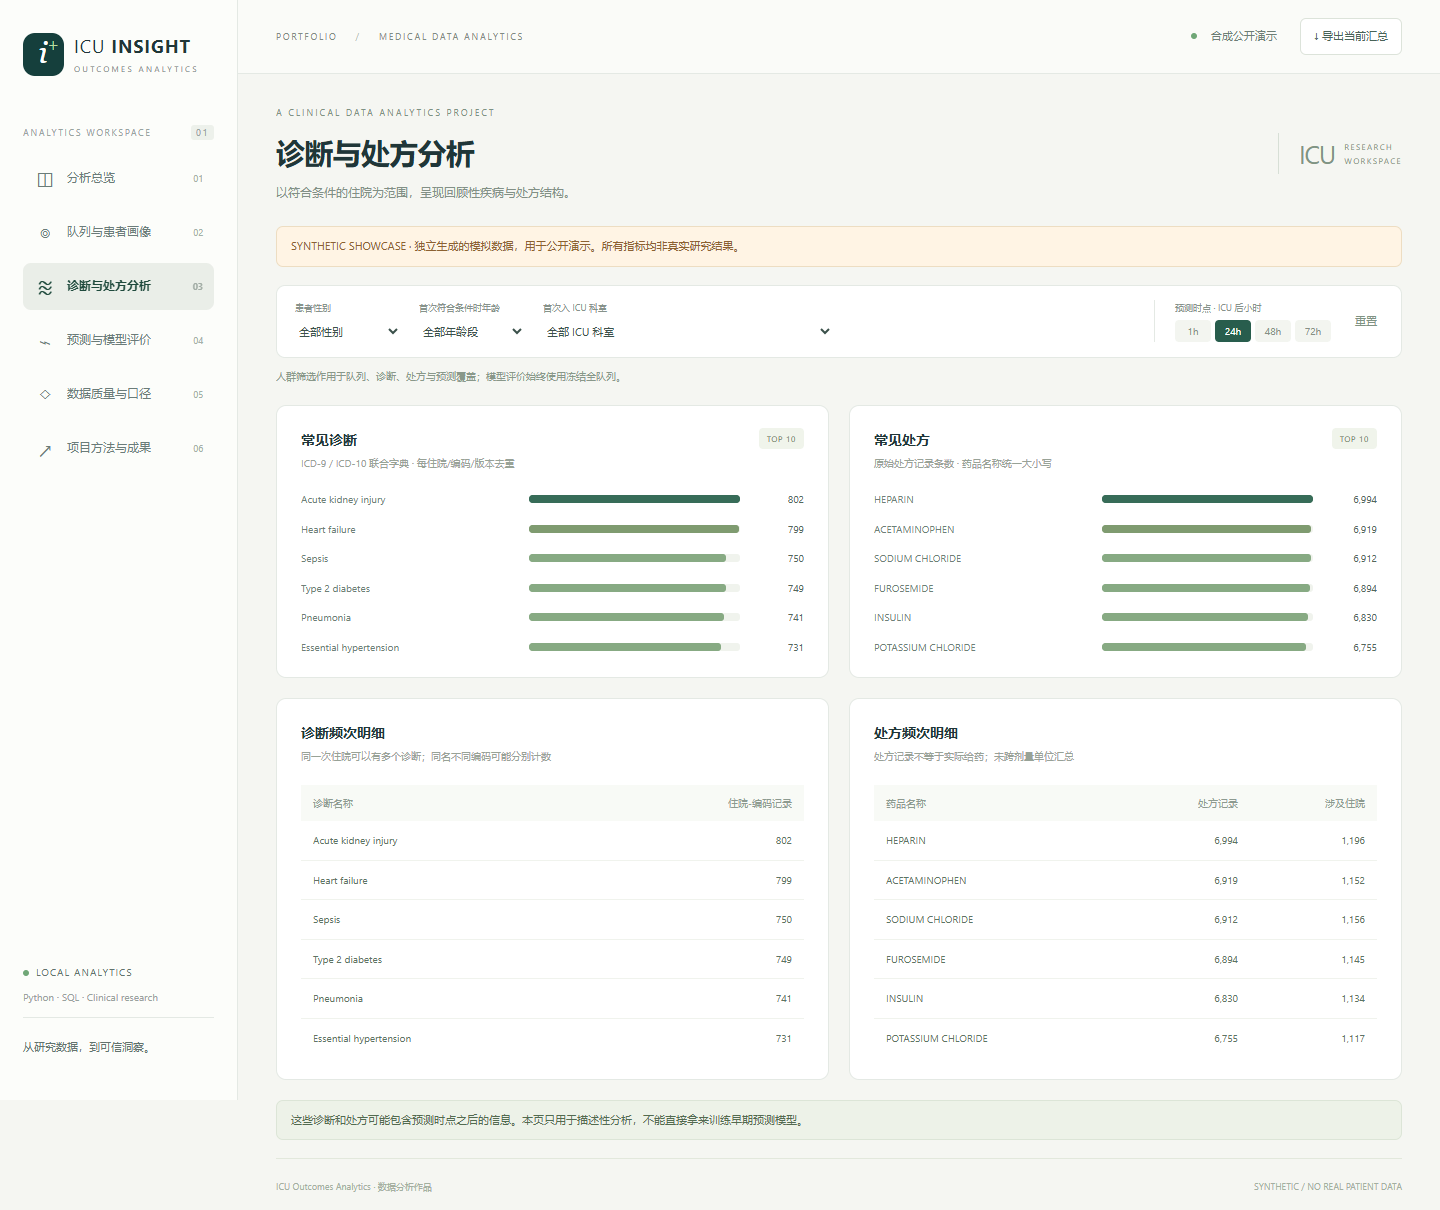 i+
ICU INSIGHT
OUTCOMES ANALYTICS
ANALYTICS WORKSPACE 01
分析总览 01
队列与患者画像 02
诊断与处方分析 03
预测与模型评价 04
数据质量与口径 05
项目方法与成果 06
LOCAL ANALYTICS
Python · SQL · Clinical research
从研究数据，到可信洞察。
PORTFOLIO / MEDICAL DATA ANALYTICS
合成公开演示
↓ 导出当前汇总
A CLINICAL DATA ANALYTICS PROJECT
诊断与处方分析
以符合条件的住院为范围，呈现回顾性疾病与处方结构。
ICU RESEARCH WORKSPACE
SYNTHETIC SHOWCASE · 独立生成的模拟数据，用于公开演示。所有指标均非真实研究结果。
患者性别 首次符合条件时年龄 首次入 ICU 科室 预测时点 · ICU 后小时
全部性别 全部年龄段 全部 ICU 科室 1h 24h 48h 72h 重置
人群筛选作用于队列、诊断、处方与预测覆盖；模型评价始终使用冻结全队列。
常见诊断 TOP 10
ICD-9 / ICD-10 联合字典 · 每住院/编码/版本去重
Acute kidney injury 802
Heart failure 799
Sepsis 750
Type 2 diabetes 749
Pneumonia 741
Essential hypertension 731
常见处方 TOP 10
原始处方记录条数 · 药品名称统一大小写
HEPARIN 6,994
ACETAMINOPHEN 6,919
SODIUM CHLORIDE 6,912
FUROSEMIDE 6,894
INSULIN 6,830
POTASSIUM CHLORIDE 6,755
诊断频次明细
同一次住院可以有多个诊断；同名不同编码可能分别计数
诊断名称 住院-编码记录
Acute kidney injury 802
Heart failure 799
Sepsis 750
Type 2 diabetes 749
Pneumonia 741
Essential hypertension 731
处方频次明细
处方记录不等于实际给药；未跨剂量单位汇总
药品名称 处方记录 涉及住院
HEPARIN 6,994 1,196
ACETAMINOPHEN 6,919 1,152
SODIUM CHLORIDE 6,912 1,156
FUROSEMIDE 6,894 1,145
INSULIN 6,830 1,134
POTASSIUM CHLORIDE 6,755 1,117
这些诊断和处方可能包含预测时点之后的信息。本页只用于描述性分析，不能直接拿来训练早期预测模型。
ICU Outcomes Analytics · 数据分析作品
SYNTHETIC / NO REAL PATIENT DATA